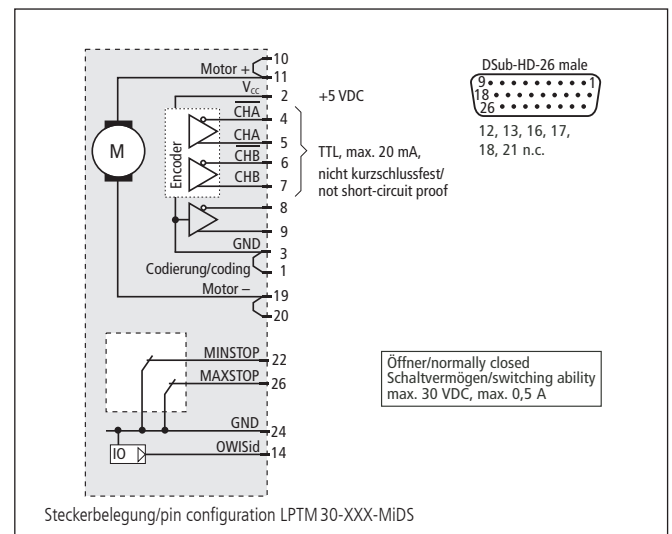 10
Motor +
11
V_CC
2
+5 VDC
CHA
4
CHA
5
CHB
6
CHB
7
TTL, max. 20 mA,
nicht kurzschlussfest/
not short-circuit proof
Encoder
M
8
9
GND
3
Codierung/coding
1
Motor –
19
20
MINSTOP
22
MAXSTOP
26
GND
24
IO
OWISid
14
DSub-HD-26 male
9 1
18
26
12, 13, 16, 17,
18, 21 n.c.
Öffner/normally closed
Schaltvermögen/switching ability
max. 30 VDC, max. 0,5 A
Steckerbelegung/pin configuration LPTM 30-XXX-MiDS